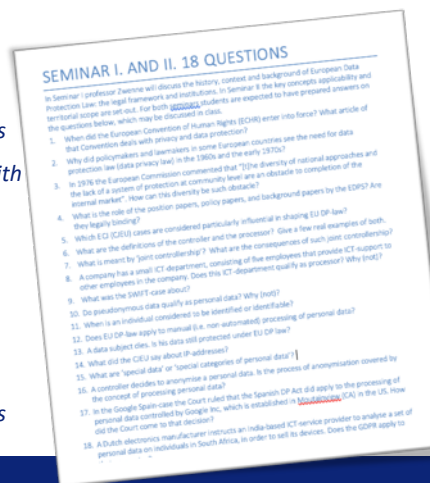 SEMINAR I. AND II. 18 QUESTIONS
In Seminar I professor Zwenne will discuss the history, context and background of European Data
Protection Law: the legal framework and institutions. In Seminar II the key concepts applicability and
territorial scope are set-out. For both seminars students are expected to have prepared answers on
the questions below, which may be discussed in class.
1. When did the European Convention of Human Rights (ECHR) enter into force? What article of
that Convention deals with privacy and data protection?
2. Why did policymakers and lawmakers in some European countries see the need for data
protection law (data privacy law) in the 1960s and the early 1970s?
3. In 1976 the European Commission commented that "[t]he diversity of national approaches and
the lack of a system of protection at community level are an obstacle to completion of the
internal market". How can this diversity be such obstacle?
4. What is the role of the position papers, policy papers, and background papers by the EDPS? Are
they legally binding?
5. Which ECJ (CJEU) cases are considered particularly influential in shaping EU DP-law?
6. What are the definitions of the controller and the processor? Give a few real examples of both.
7. What is meant by 'joint controllership'? What are the consequences of such joint controllership?
8. A company has a small ICT-department, consisting of five employees that provide ICT-support to
other employees in the company. Does this ICT-department qualify as processor? Why (not)?
9. What was the SWIFT-case about?
10. Do pseudonymous data qualify as personal data? Why (not)?
11. When is an individual considered to be identified or identifiable?
12. Does EU DP-law apply to manual (i.e. non automated) processing of personal data?
13. A data subject dies. Is his data still protected under EU DP law?
14. What did the CJEU say about IP-addresses?
15. What are 'special data' or 'special categories of personal data'?
16. A controller decides to anonymise a personal data. Is the process of anonymisation covered by
the concept of processing personal data?
17. In the Google Spain-case the Court ruled that the Spanish DP Act did apply to the processing of
personal data controlled by Google Inc, which is established in (CA) in the US. How
did the Court come to that decision?
18. A Dutch electronics manufacturer instructs an India-based ICT-service provider to analyse a set of
personal data on individuals in South Africa, in order to sell its devices. Does the GDPR apply to
s
with
s